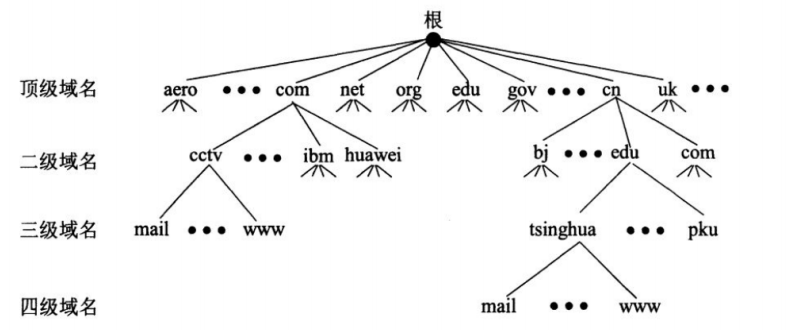 根
顶级域名 aero ••• com net org edu gov ••• cn uk •••
二级域名 cctv ••• ibm huawei bj ••• edu com
三级域名 mail ••• www tsinghua ••• pku
四级域名 mail ••• www